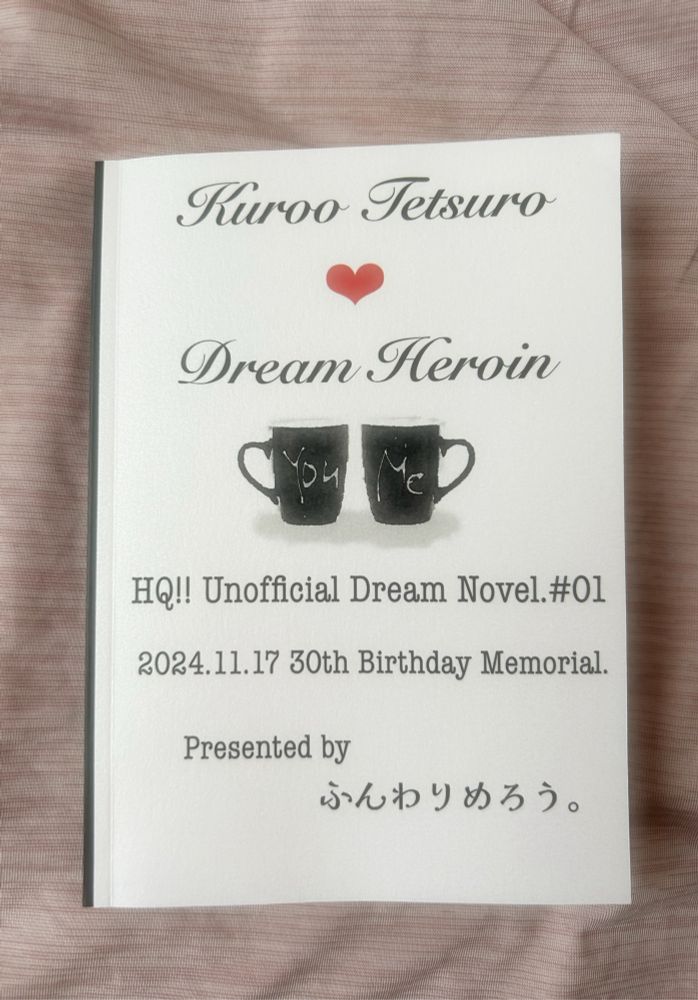 Kuroo Tetsuro
Dream Heroin
You Me
HQ!! Unofficial Dream Novel.#01
2024.11.17 30th Birthday Memorial.
Presented by
ふんわりめろう。